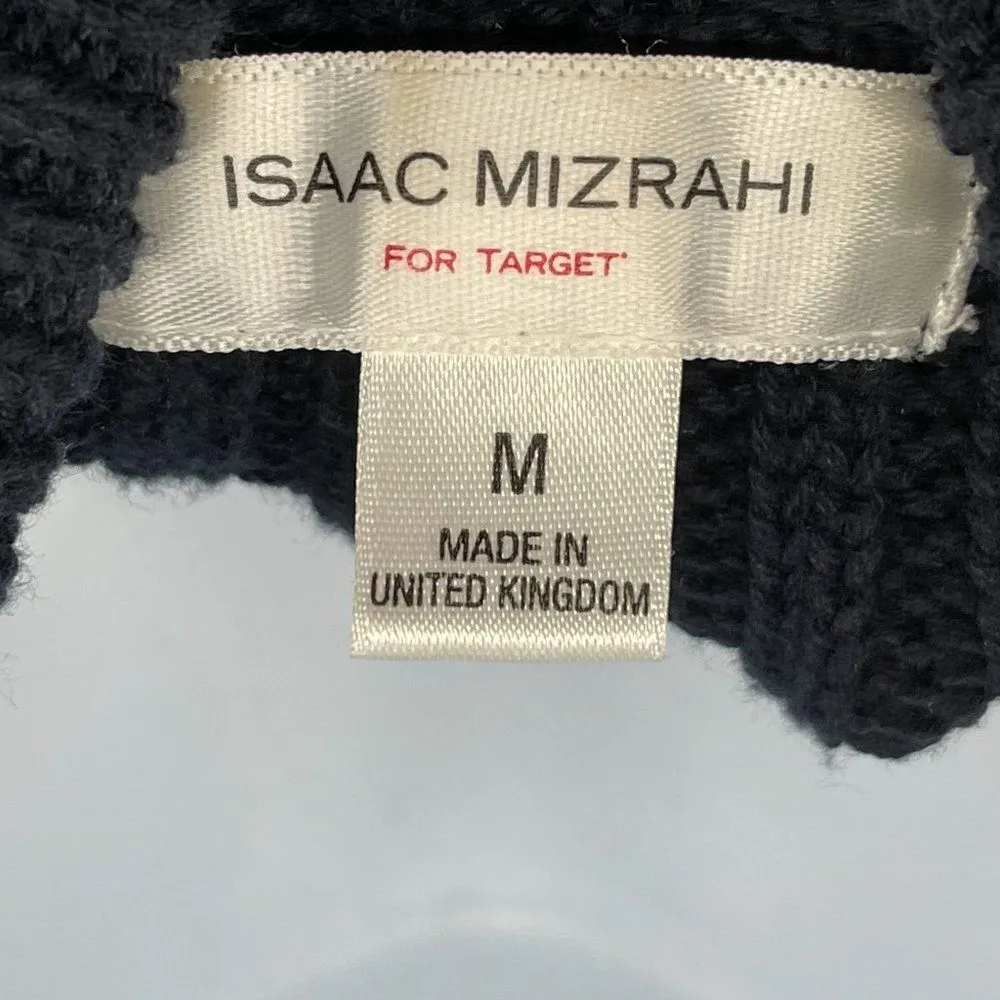 ISAAC MIZRAHI
FOR TARGET
M
MADE IN
UNITED KINGDOM